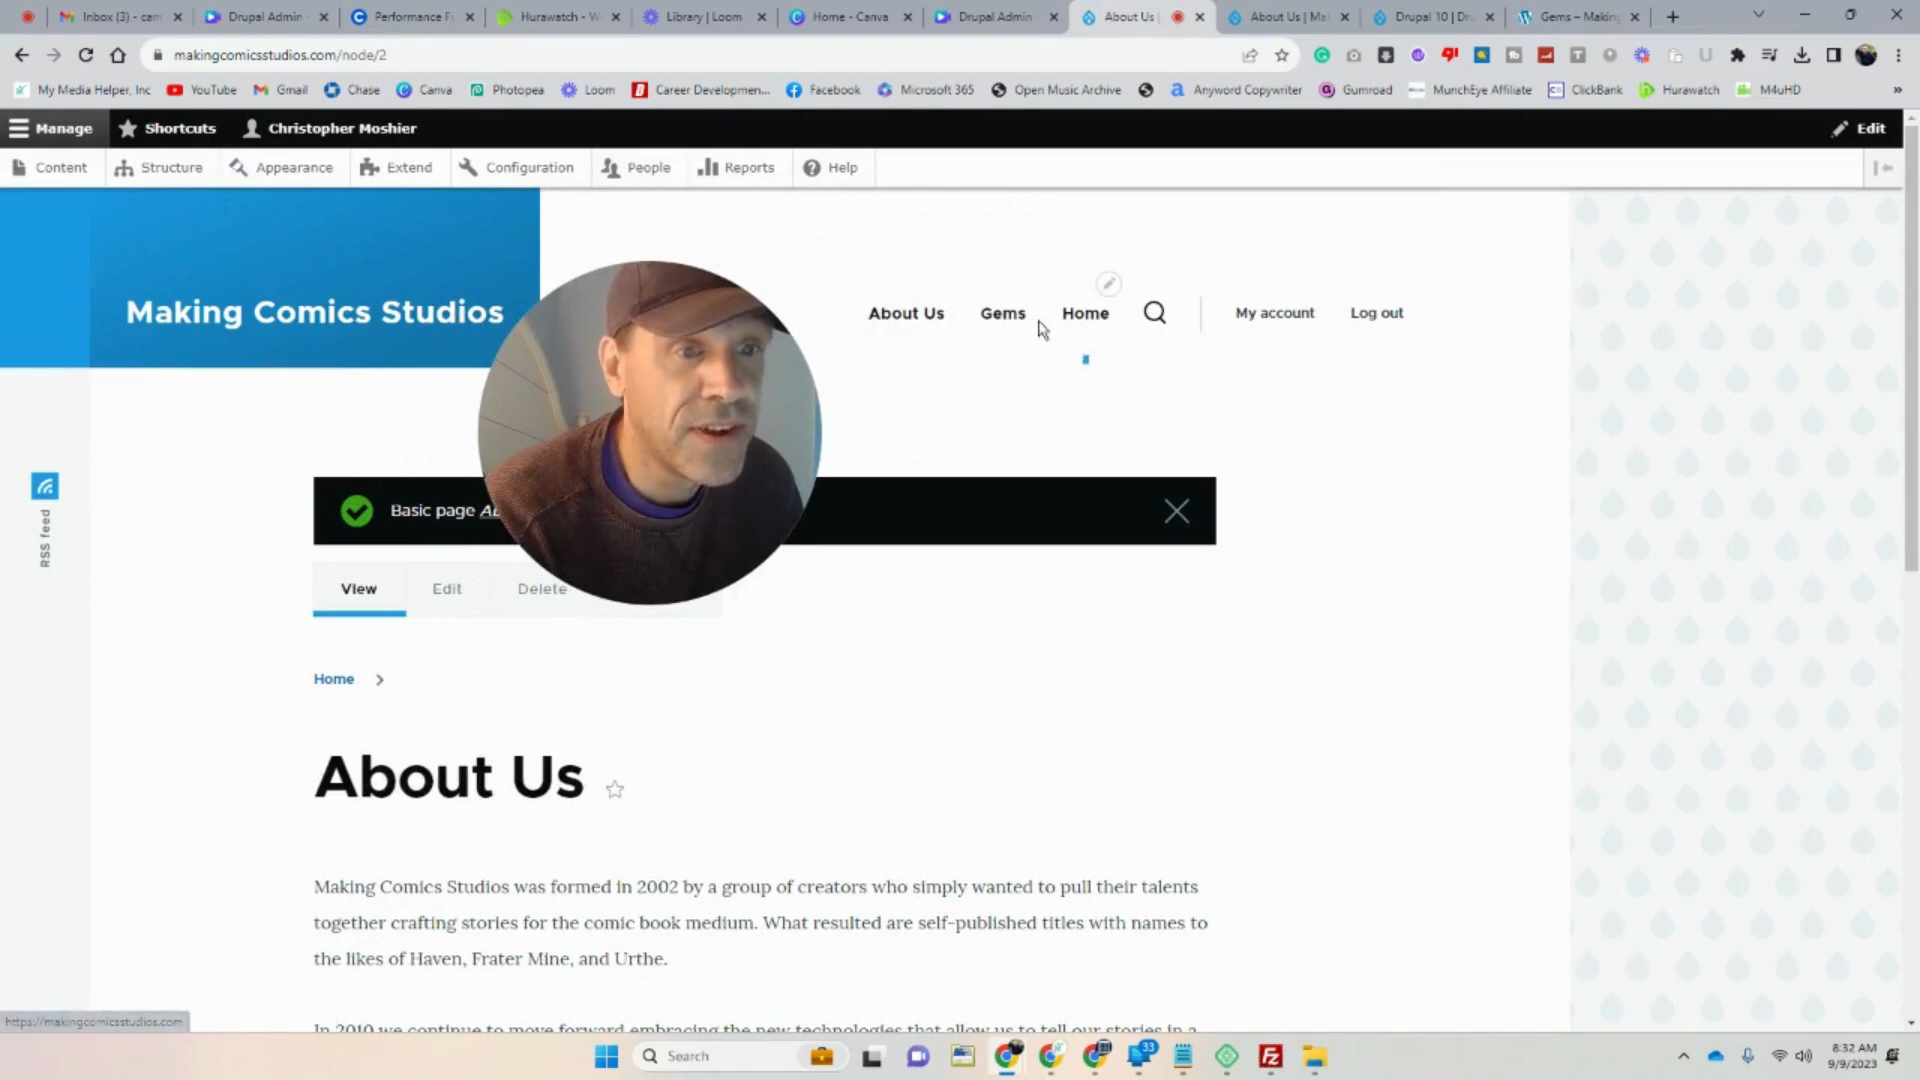 Inbox (3) - cam
Drupal Admin
Performance Fu
Hurawatch - W
Library | Loom
Home - Canva
Drupal Admin
About Us |
About Us | Mak
Drupal 10 | Dru
Gems – Making
makingcomicsstudios.com/node/2
My Media Helper, Inc
YouTube
Gmail
Chase
Canva
Photopea
Loom
Career Developmen...
Facebook
Microsoft 365
Open Music Archive
Anyword Copywriter
Gumroad
MunchEye Affiliate
ClickBank
Hurawatch
M4uHD
»
Manage
Shortcuts
Christopher Moshier
Edit
Content
Structure
Appearance
Extend
Configuration
People
Reports
Help
Making Comics Studios
About Us
Gems
Home
My account
Log out
RSS feed
Basic page
View
Edit
Delete
Home
About Us
Making Comics Studios was formed in 2002 by a group of creators who simply wanted to pull their talents
together crafting stories for the comic book medium. What resulted are self-published titles with names to
the likes of Haven, Frater Mine, and Urthe.
In 2010 we continue to move forward embracing the new technologies that allow us to tell our stories in a
https://makingcomicsstudios.com
Search
33
8:32 AM
9/9/2023